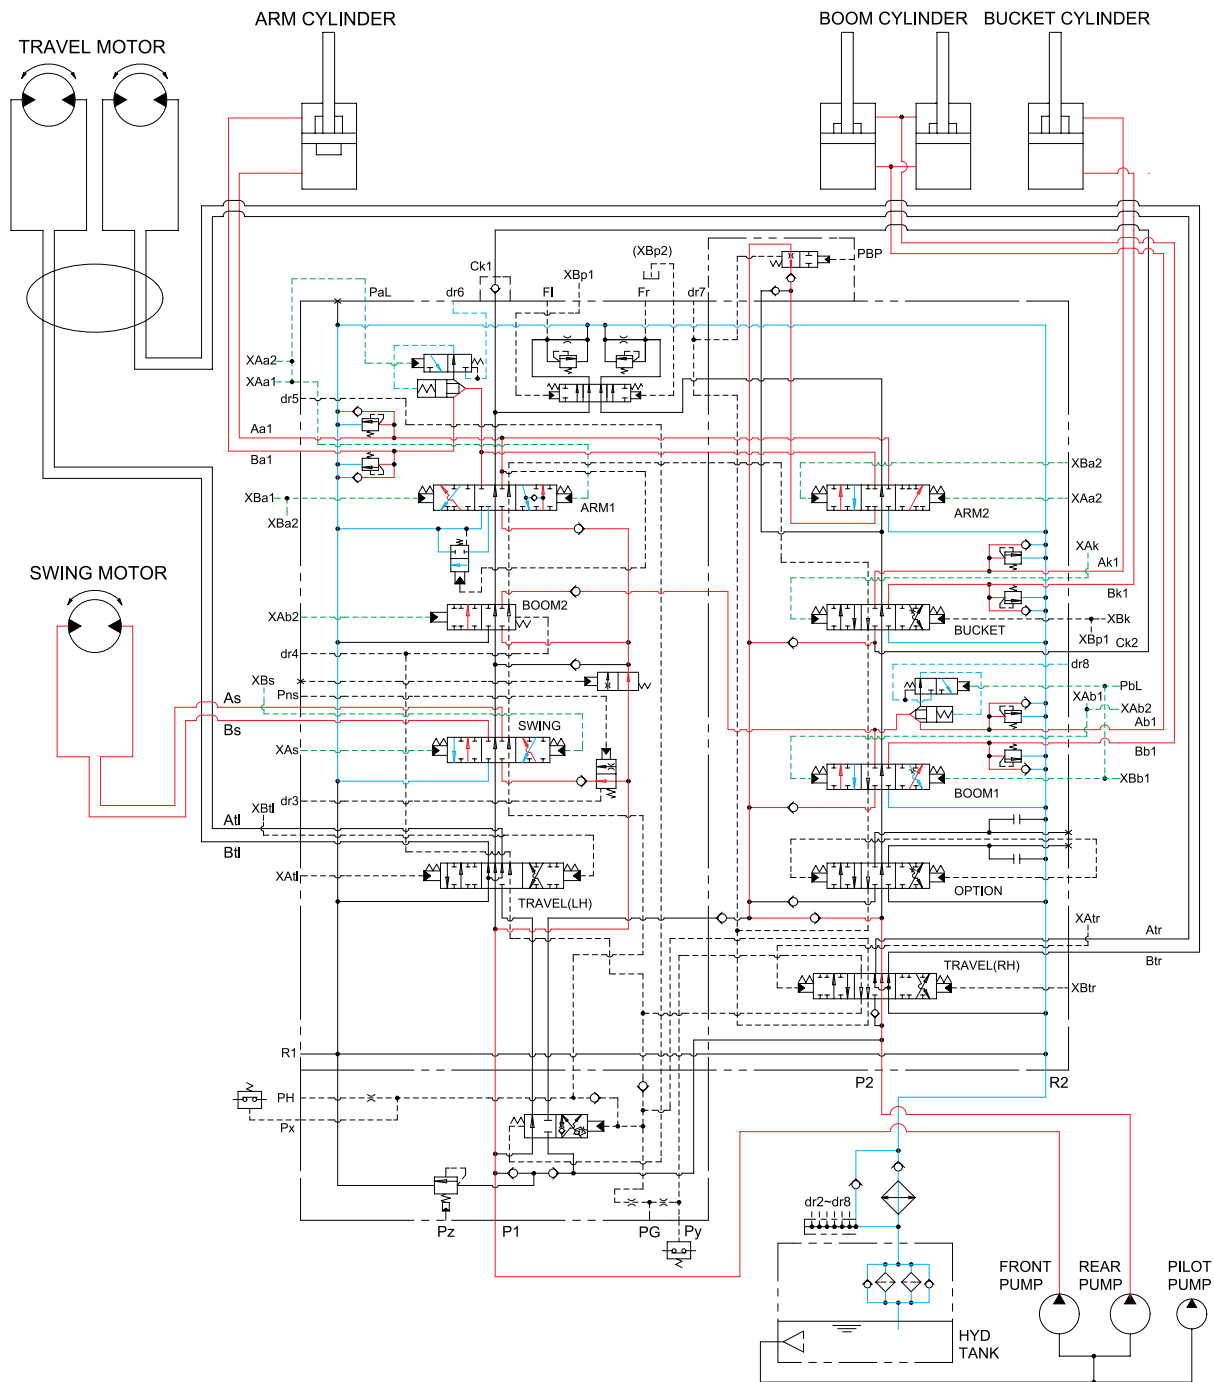 ARM CYLINDER
BOOM CYLINDER
BUCKET CYLINDER
TRAVEL MOTOR
(XBp2)
PBP
Ck1
XBp1
PaL
dr6
Fl
Fr
dr7
XAa2
XAa1
dr5
Aa1
Ba1
XBa2
XBa1
XAa2
ARM1
ARM2
XBa2
XAk
Ak1
SWING MOTOR
Bk1
XAb2
BOOM2
BUCKET
XBk
XBp1
Ck2
dr4
dr8
XBs
PbL
Pns
XAb1
As
XAb2
Ab1
Bs
SWING
XAs
Bb1
XBb1
dr3
BOOM1
XBtl
Atl
Btl
XAtl
OPTION
TRAVEL(LH)
XAtr
Atr
TRAVEL(RH)
Btr
XBtr
R1
P2
R2
PH
Px
dr2~dr8
Pz
P1
PG
Py
FRONT
PUMP
REAR
PUMP
PILOT
PUMP
HYD
TANK